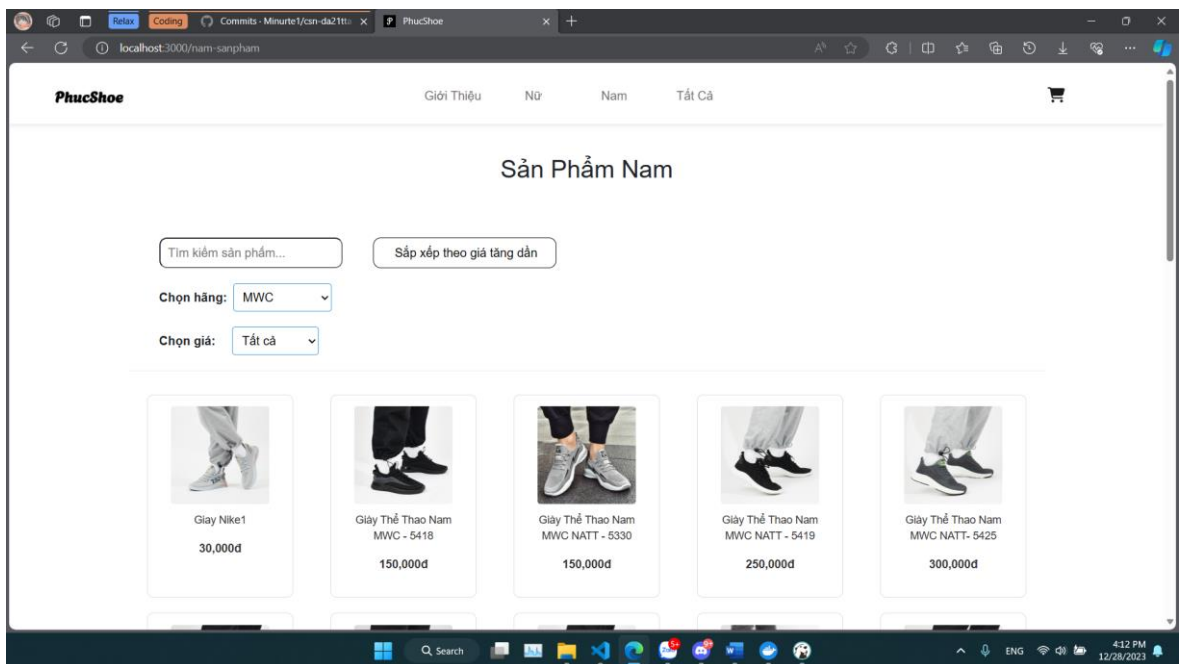 Relax
Coding
Commits · Minurte1/csn-da21tta
PhucShoe
localhost:3000/nam-sanpham
PhucShoe
Giới Thiệu Nữ Nam Tất Cả
Sản Phẩm Nam
Tìm kiếm sản phẩm...
Sắp xếp theo giá tăng dần
Chọn hãng: MWC
Chọn giá: Tất cả
Giay Nike1
30,000đ
Giày Thể Thao Nam
MWC - 5418
150,000đ
Giày Thể Thao Nam
MWC NATT - 5330
150,000đ
Giày Thể Thao Nam
MWC NATT - 5419
250,000đ
Giày Thể Thao Nam
MWC NATT- 5425
300,000đ
Search
ENG
4:12 PM
12/28/2023